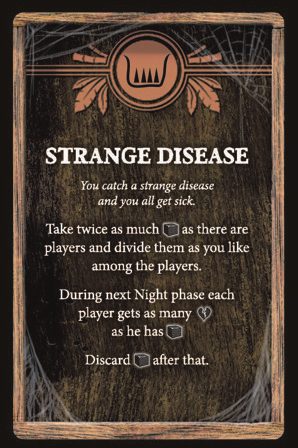 STRANGE DISEASE
You catch a strange disease
and you all get sick.
Take twice as much as there are
players and divide them as you like
among the players.
During next Night phase each
player gets as many
as he has
Discard after that.